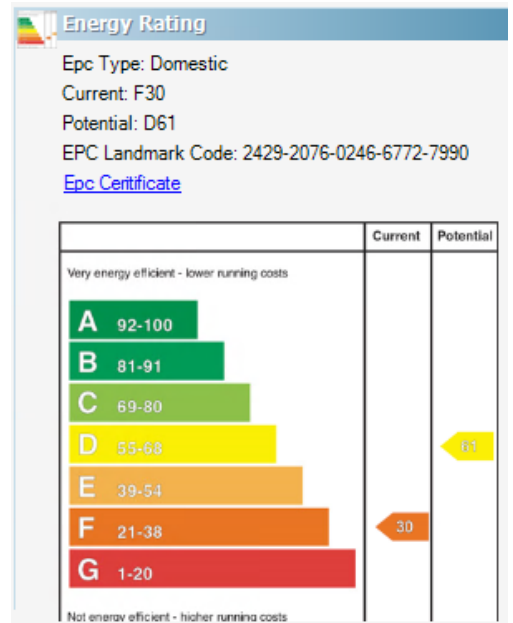 Energy Rating
Epc Type: Domestic
Current: F30
Potential: D61
EPC Landmark Code: 2429-2076-0246-6772-7990
Epc Ceritificate
Current Potential
Very energy efficient - lower running costs
A 92-100
B 81-91
C 69-80
D 55-68 61
E 39-54
F 21-38 30
G 1-20
Not energy efficient - higher running costs